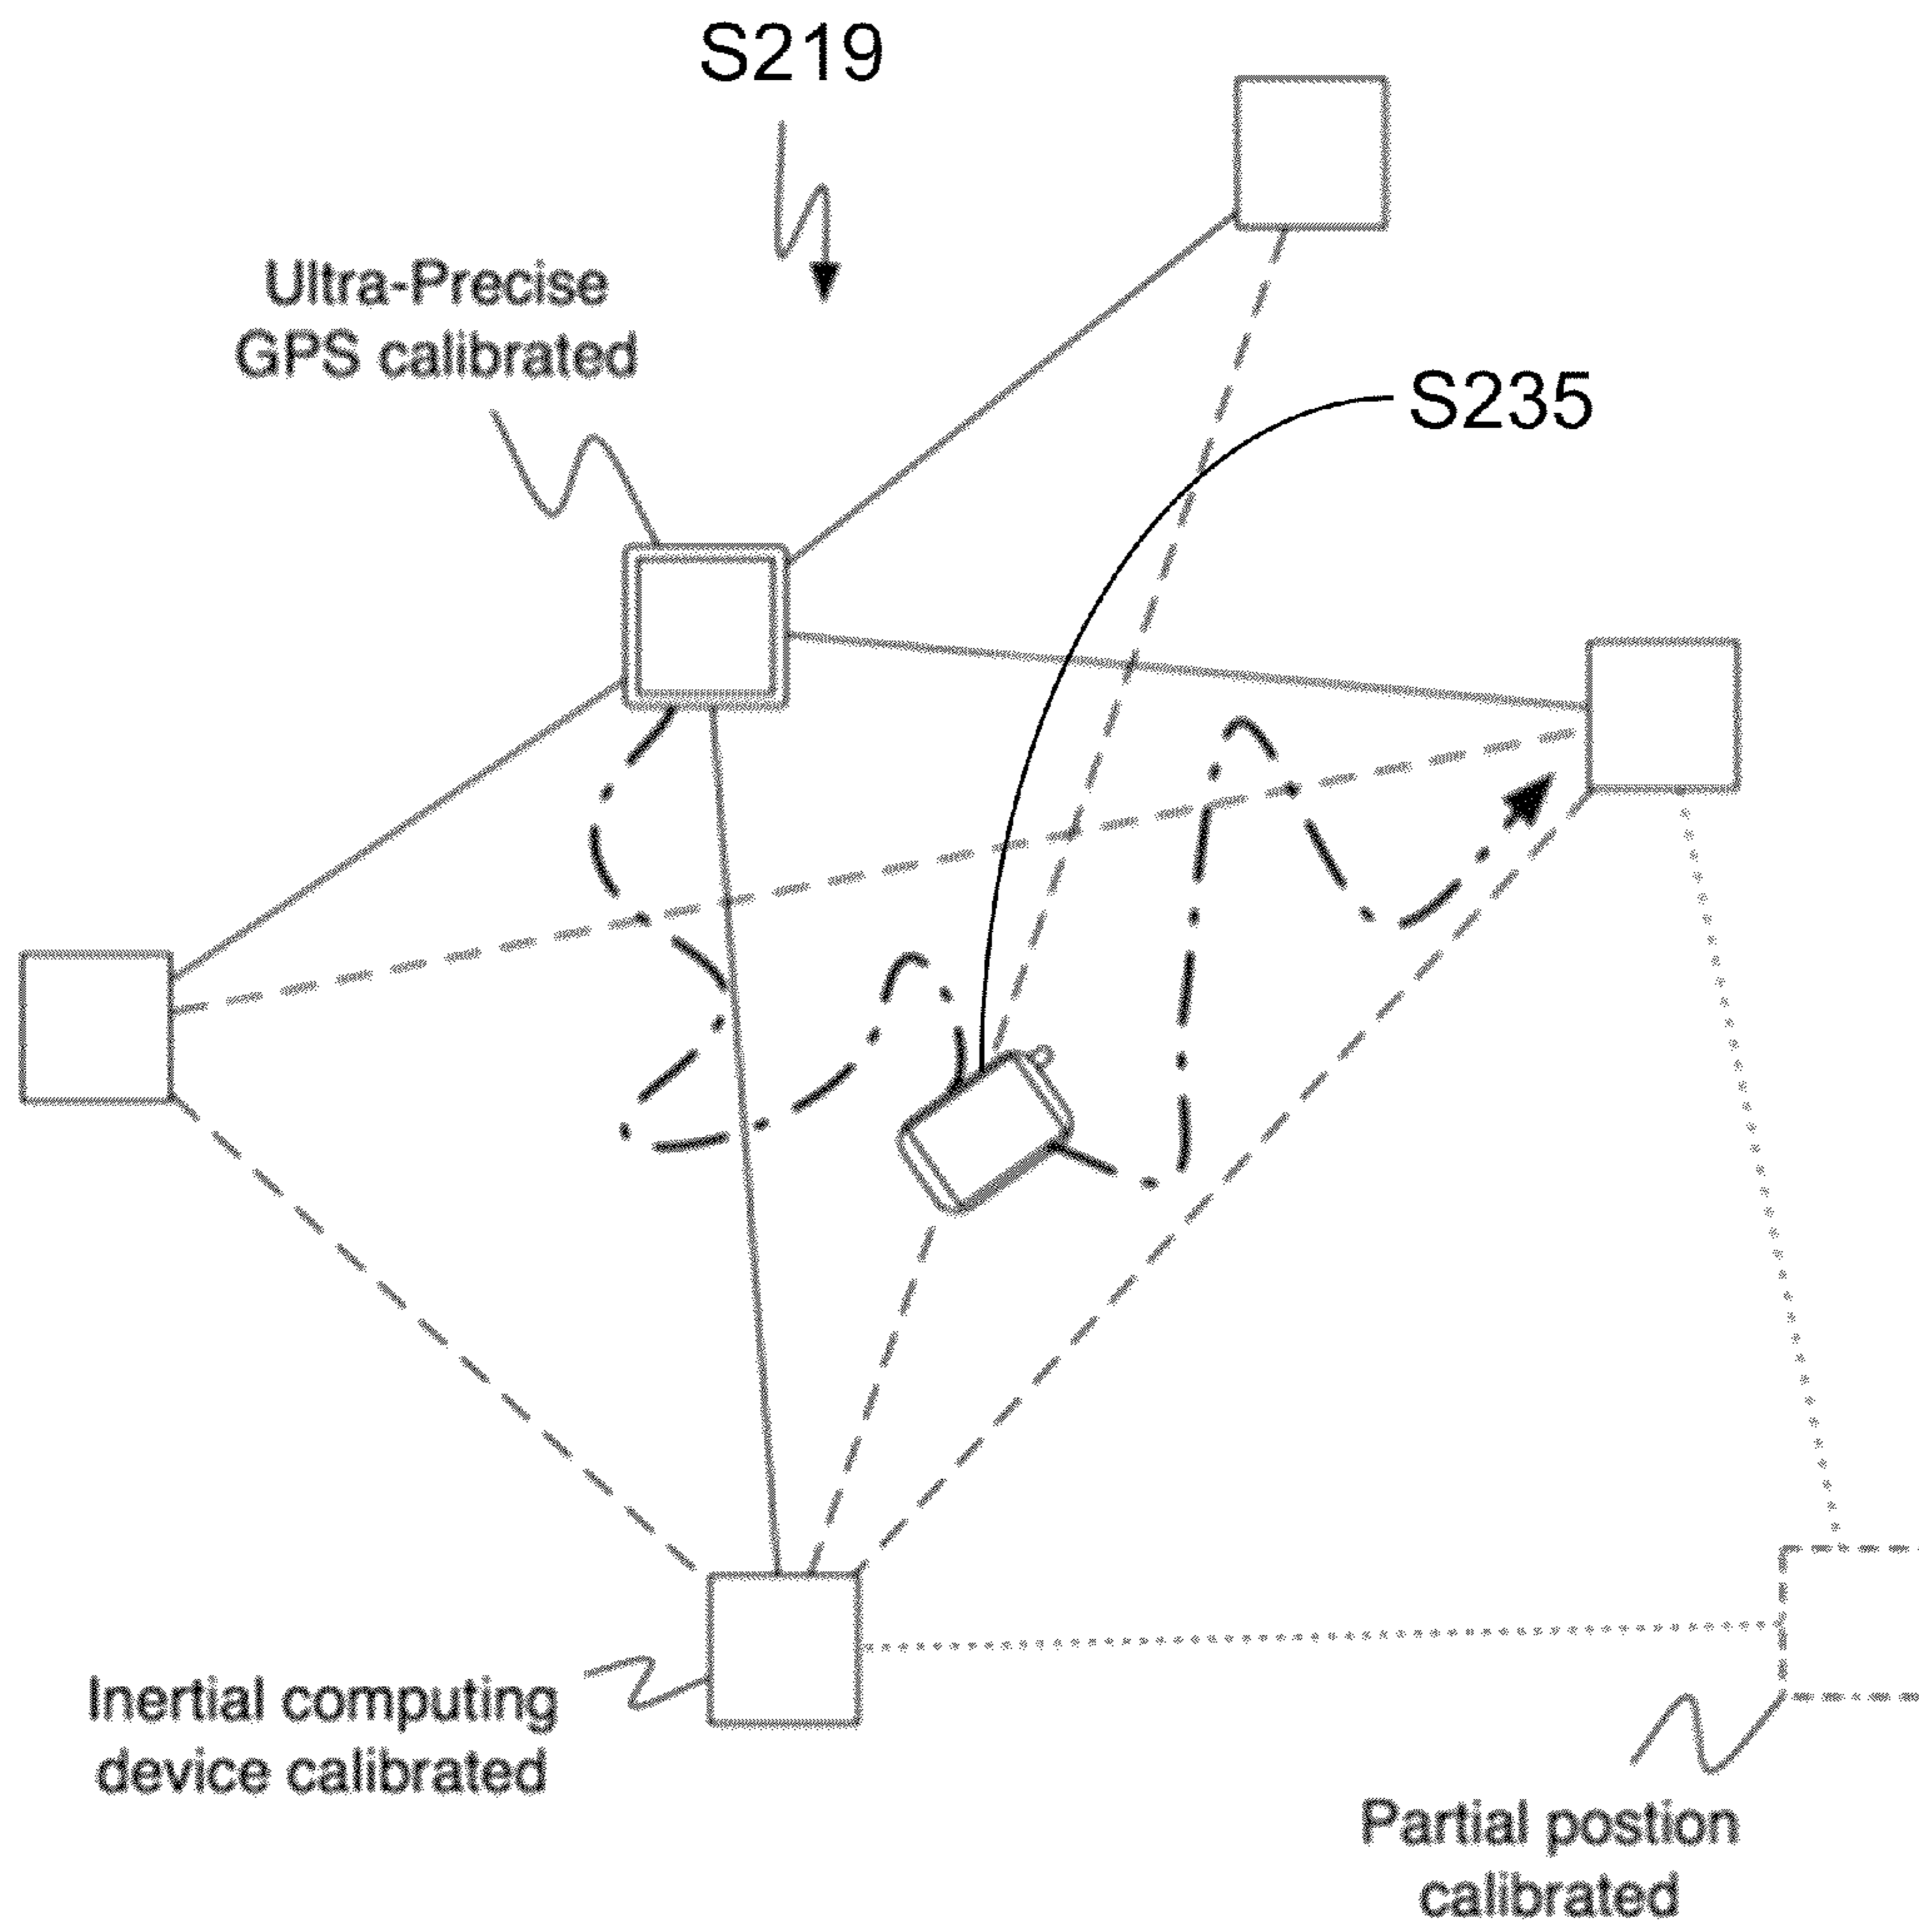 S219
Ultra-Precise
GPS calibrated
S235
Inertial computing
device calibrated
Partial postion
calibrated